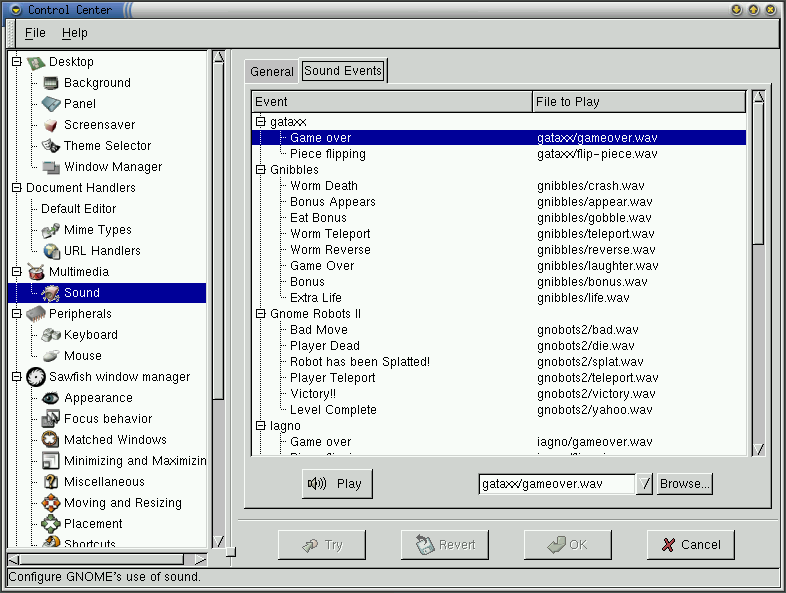 Control Center
File Help
Desktop
Background
Panel
Screensaver
Theme Selector
Window Manager
Document Handlers
Default Editor
Mime Types
URL Handlers
Multimedia
Sound
Peripherals
Keyboard
Mouse
Sawfish window manager
Appearance
Focus behavior
Matched Windows
Minimizing and Maximizin
Miscellaneous
Moving and Resizing
Placement
Shortcuts
General Sound Events
Event File to Play
gataxx
Game over gataxx/gameover.wav
Piece flipping gataxx/flip-piece.wav
Gnibbles
Worm Death gnibbles/crash.wav
Bonus Appears gnibbles/appear.wav
Eat Bonus gnibbles/gobble.wav
Worm Teleport gnibbles/teleport.wav
Worm Reverse gnibbles/reverse.wav
Game Over gnibbles/laughter.wav
Bonus gnibbles/bonus.wav
Extra Life gnibbles/life.wav
Gnome Robots II
Bad Move gnobots2/bad.wav
Player Dead gnobots2/die.wav
Robot has been Splatted! gnobots2/splat.wav
Player Teleport gnobots2/teleport.wav
Victory!! gnobots2/victory.wav
Level Complete gnobots2/yahoo.wav
Iagno
Game over iagno/gameover.wav
Play gataxx/gameover.wav Browse...
Try Revert OK Cancel
Configure GNOME's use of sound.